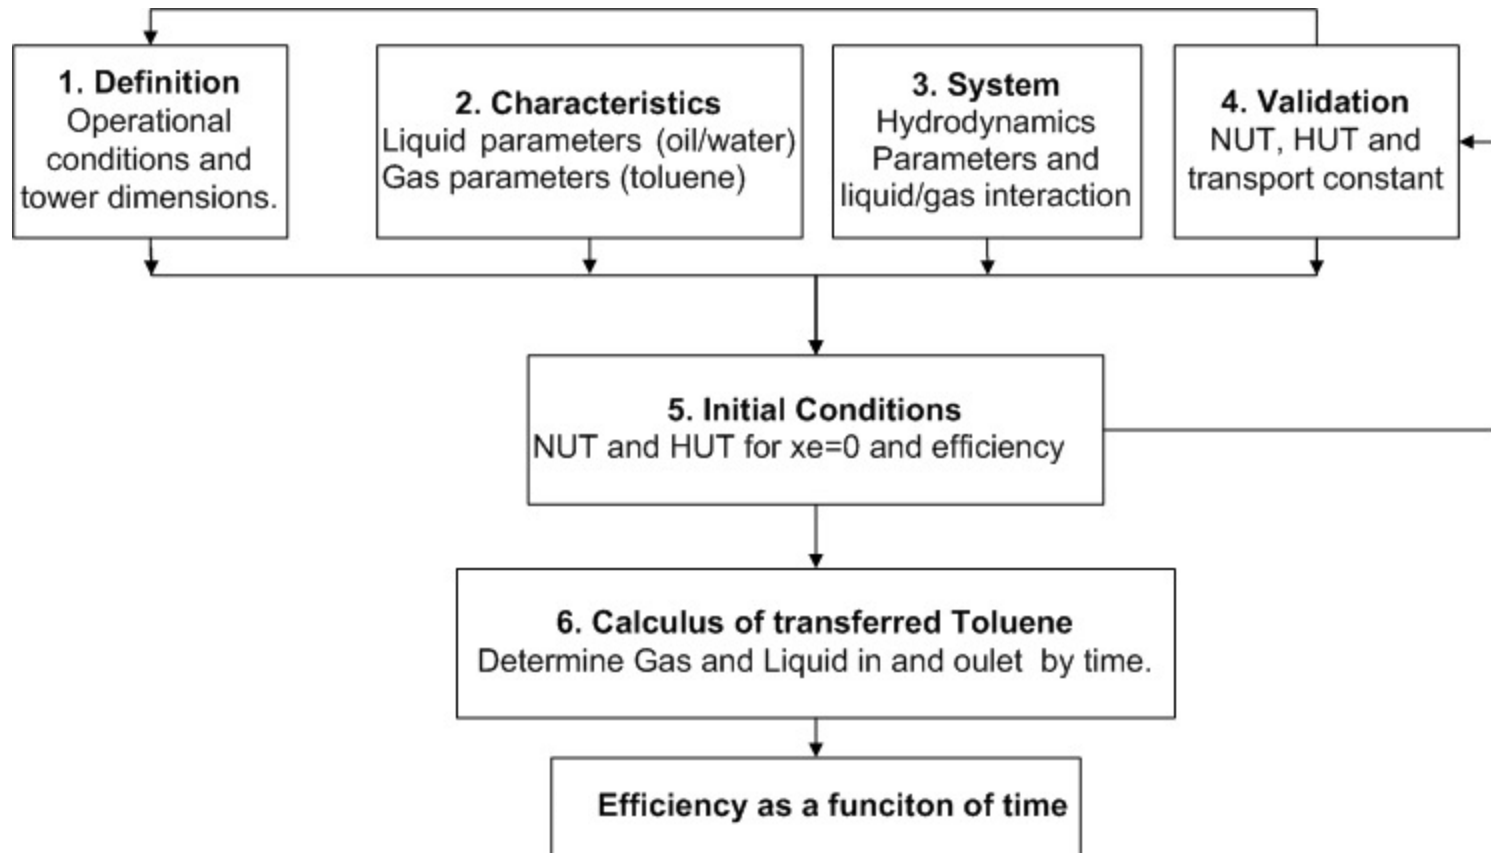 1. Definition
Operational
conditions and
tower dimensions.
2. Characteristics
Liquid parameters (oil/water)
Gas parameters (toluene)
3. System
Hydrodynamics
Parameters and
liquid/gas interaction
4. Validation
NUT, HUT and
transport constant
5. Initial Conditions
NUT and HUT for xe=0 and efficiency
6. Calculus of transferred Toluene
Determine Gas and Liquid in and oulet by time.
Efficiency as a funciton of time